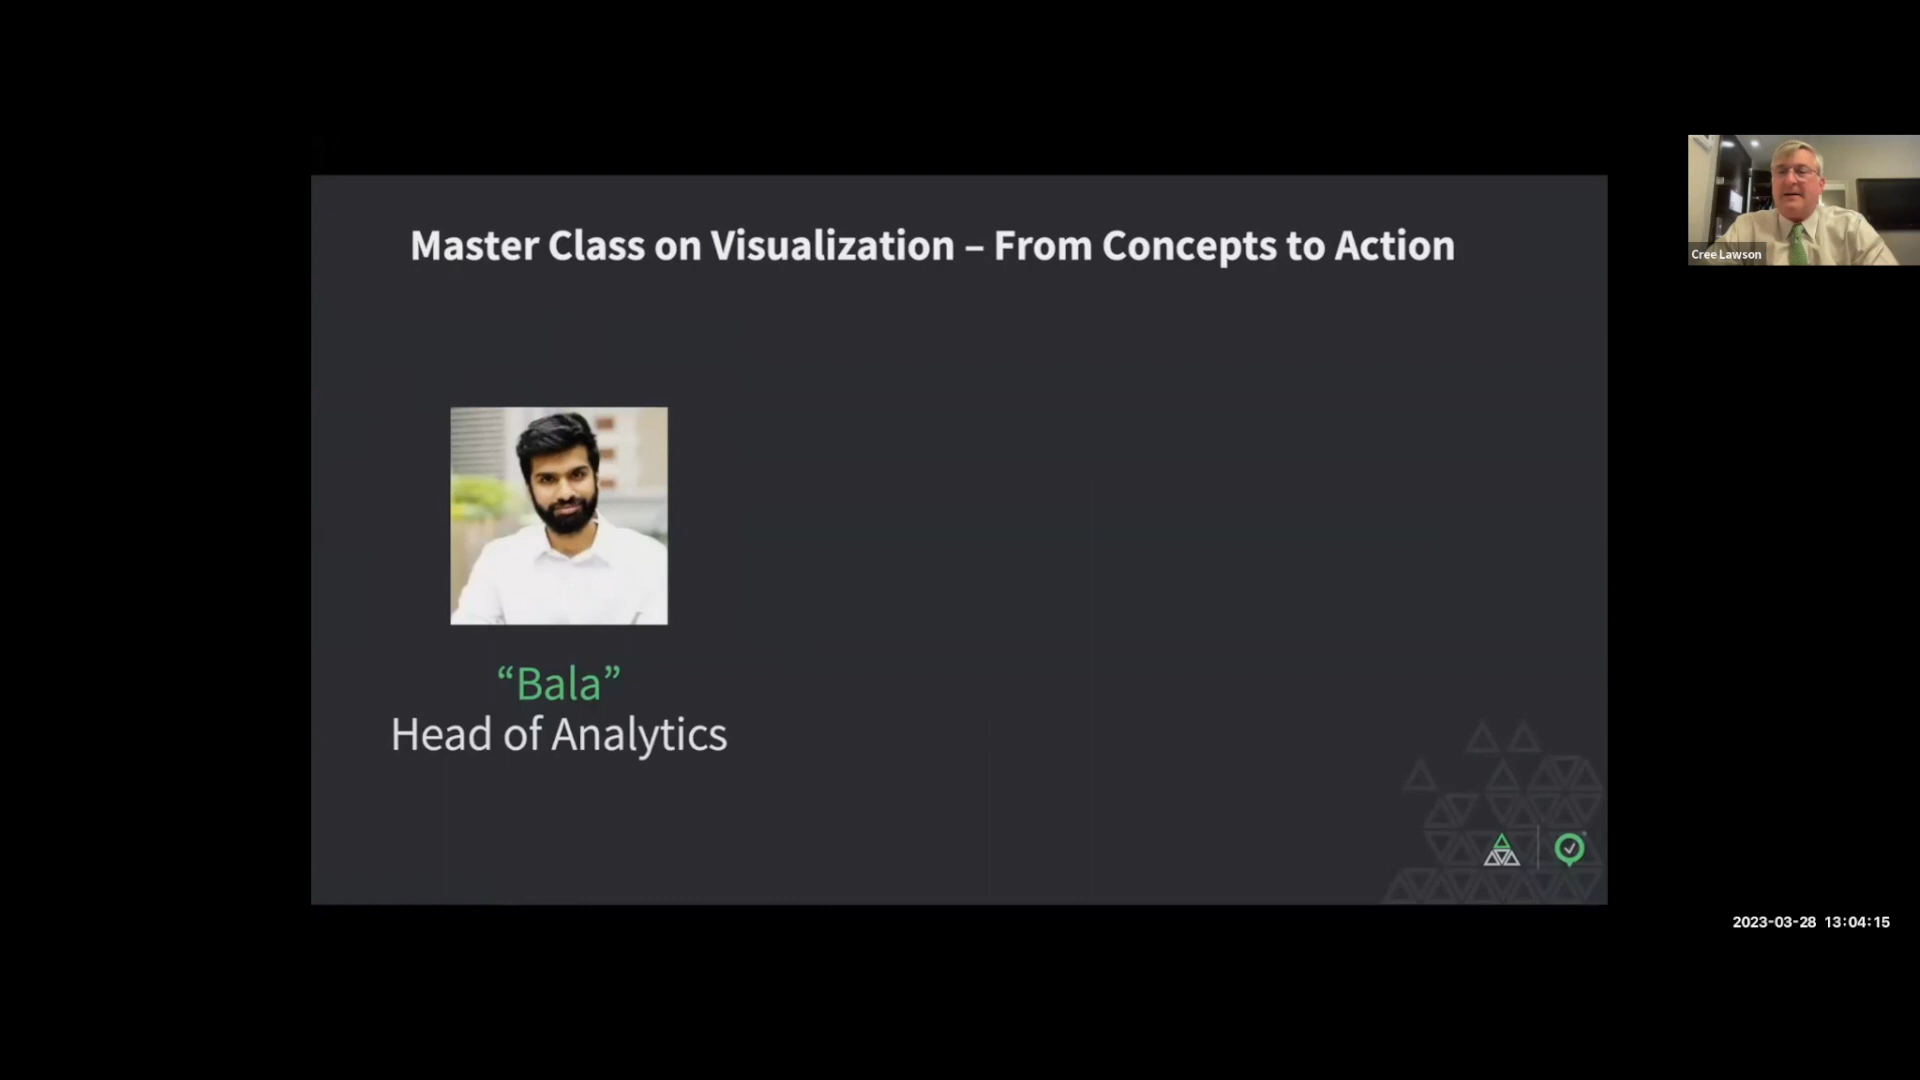 Master Class on Visualization – From Concepts to Action
Cree Lawson
“Bala”
Head of Analytics
2023-03-28 13:04:15